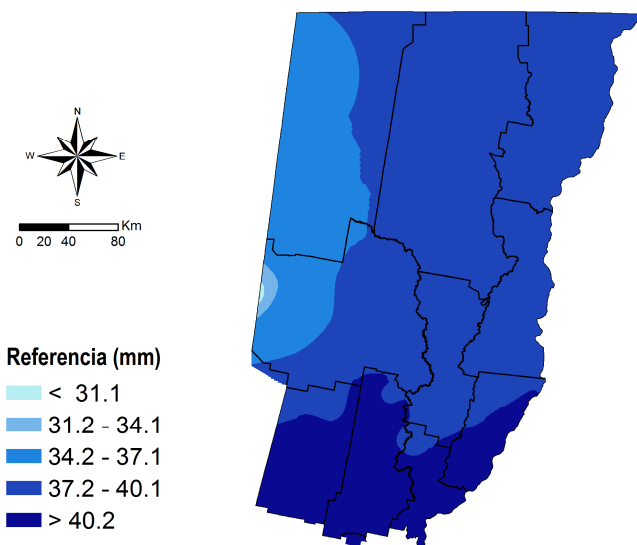 N
W E
S
Km
0 20 40 80
Referencia (mm)
< 31.1
31.2 - 34.1
34.2 - 37.1
37.2 - 40.1
> 40.2